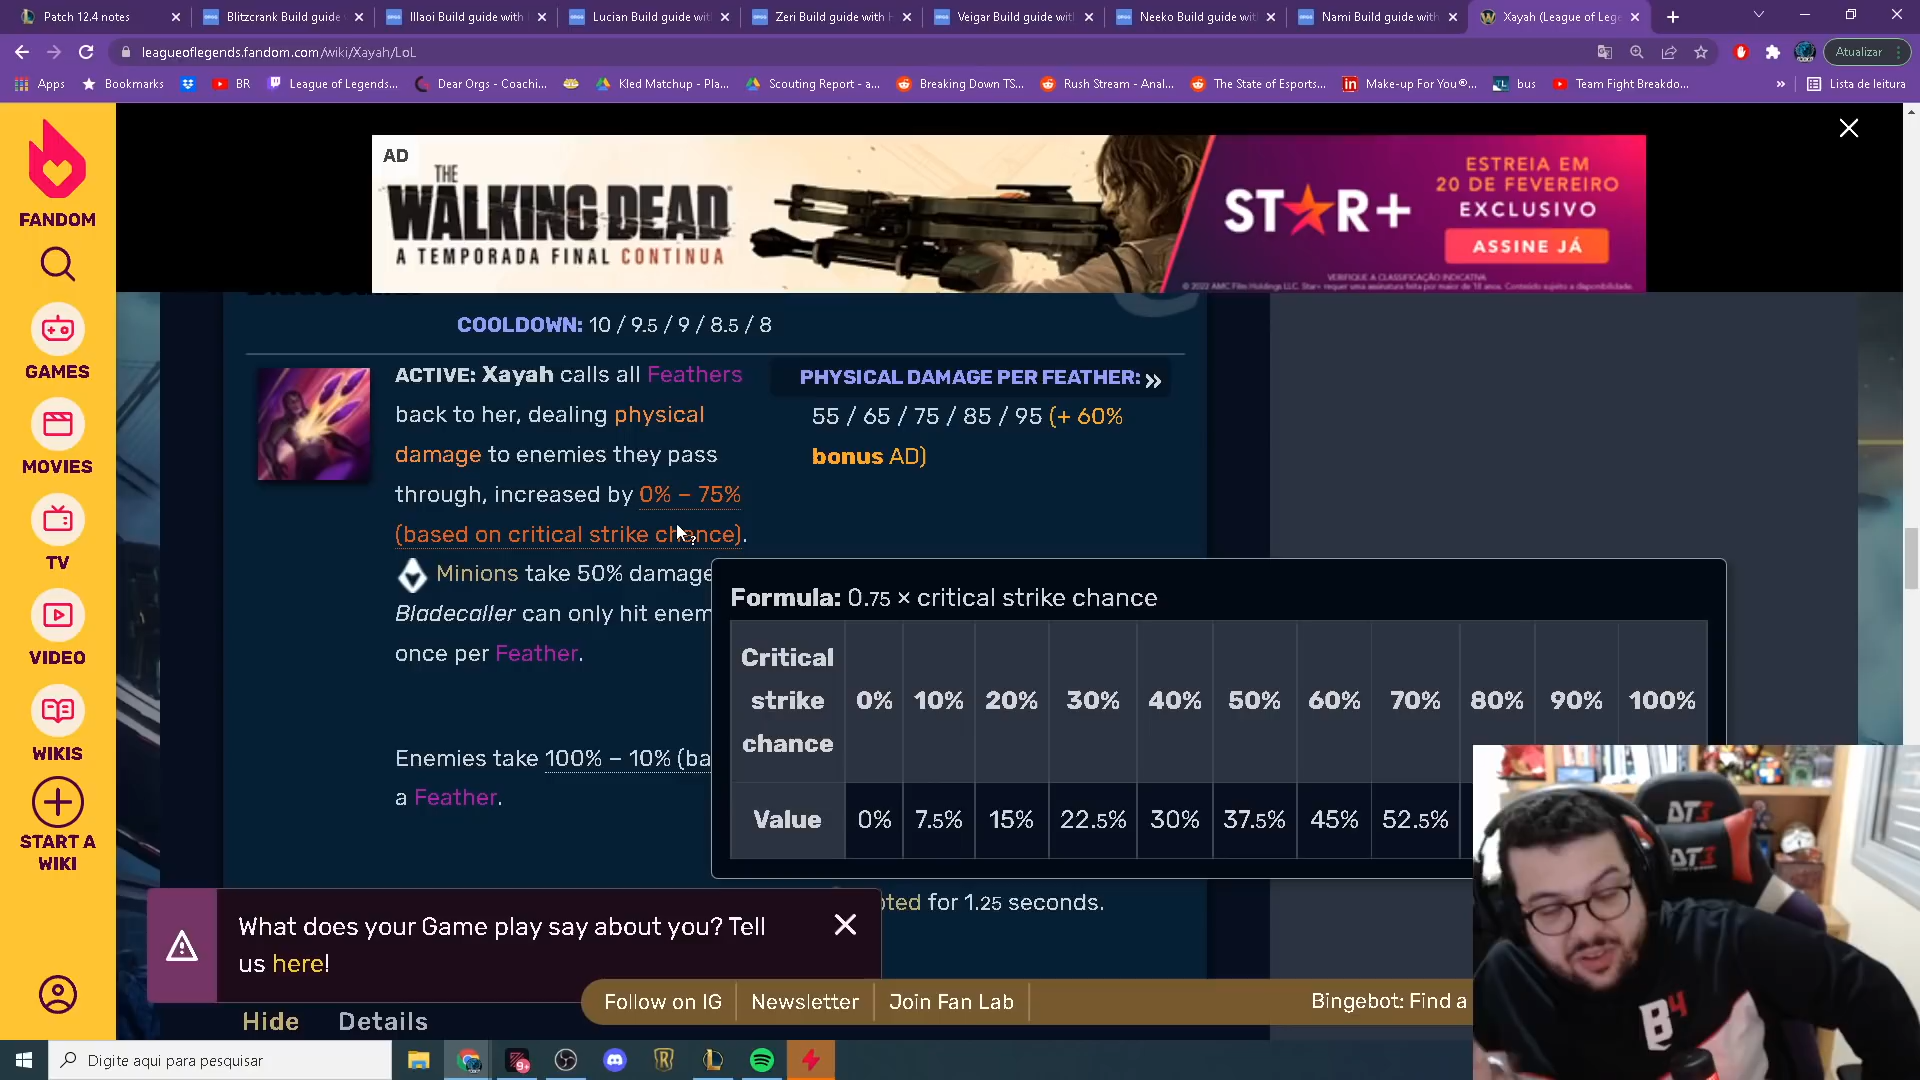 Patch 12.4 notes
Blitzcrank Build guide
Illaoi Build guide with
Lucian Build guide wit
Zeri Build guide with
Veigar Build guide wit
Neeko Build guide wit
Nami Build guide with
Xayah (League of Leg
leagueoflegends.fandom.com/wiki/Xayah/LoL
Atualizar
Apps
Bookmarks
BR
League of Legends...
Dear Orgs - Coachi...
Kled Matchup - Pla...
Scouting Report - a...
Breaking Down TS...
Rush Stream - Anal...
The State of Esports...
Make-up For You®...
bus
Team Fight Breakdo...
»
Lista de leitura
FANDOM
GAMES
MOVIES
TV
VIDEO
WIKIS
START A
WIKI
AD
THE
WALKING DEAD
A TEMPORADA FINAL CONTINUA
STAR+
ESTREIA EM
20 DE FEVEREIRO
EXCLUSIVO
ASSINE JÁ
VERIFIQUE A CLASSIFICAÇÃO INDICATIVA
COOLDOWN: 10 / 9.5 / 9 / 8.5 / 8
ACTIVE: Xayah calls all Feathers
back to her, dealing physical
damage to enemies they pass
through, increased by 0% – 75%
(based on critical strike chance).
Minions take 50% damage
Bladecaller can only hit enem
once per Feather.
Enemies take 100% – 10% (ba
a Feather.
PHYSICAL DAMAGE PER FEATHER: »
55 / 65 / 75 / 85 / 95 (+ 60%
bonus AD)
Formula: 0.75 × critical strike chance
Critical
strike
chance
0% 10% 20% 30% 40% 50% 60% 70% 80% 90% 100%
Value 0% 7.5% 15% 22.5% 30% 37.5% 45% 52.5%
oted for 1.25 seconds.
What does your Game play say about you? Tell
us here!
Follow on IG
Newsletter
Join Fan Lab
Bingebot: Find a
Hide
Details
DT3
DT3
B4
Digite aqui para pesquisar
9+